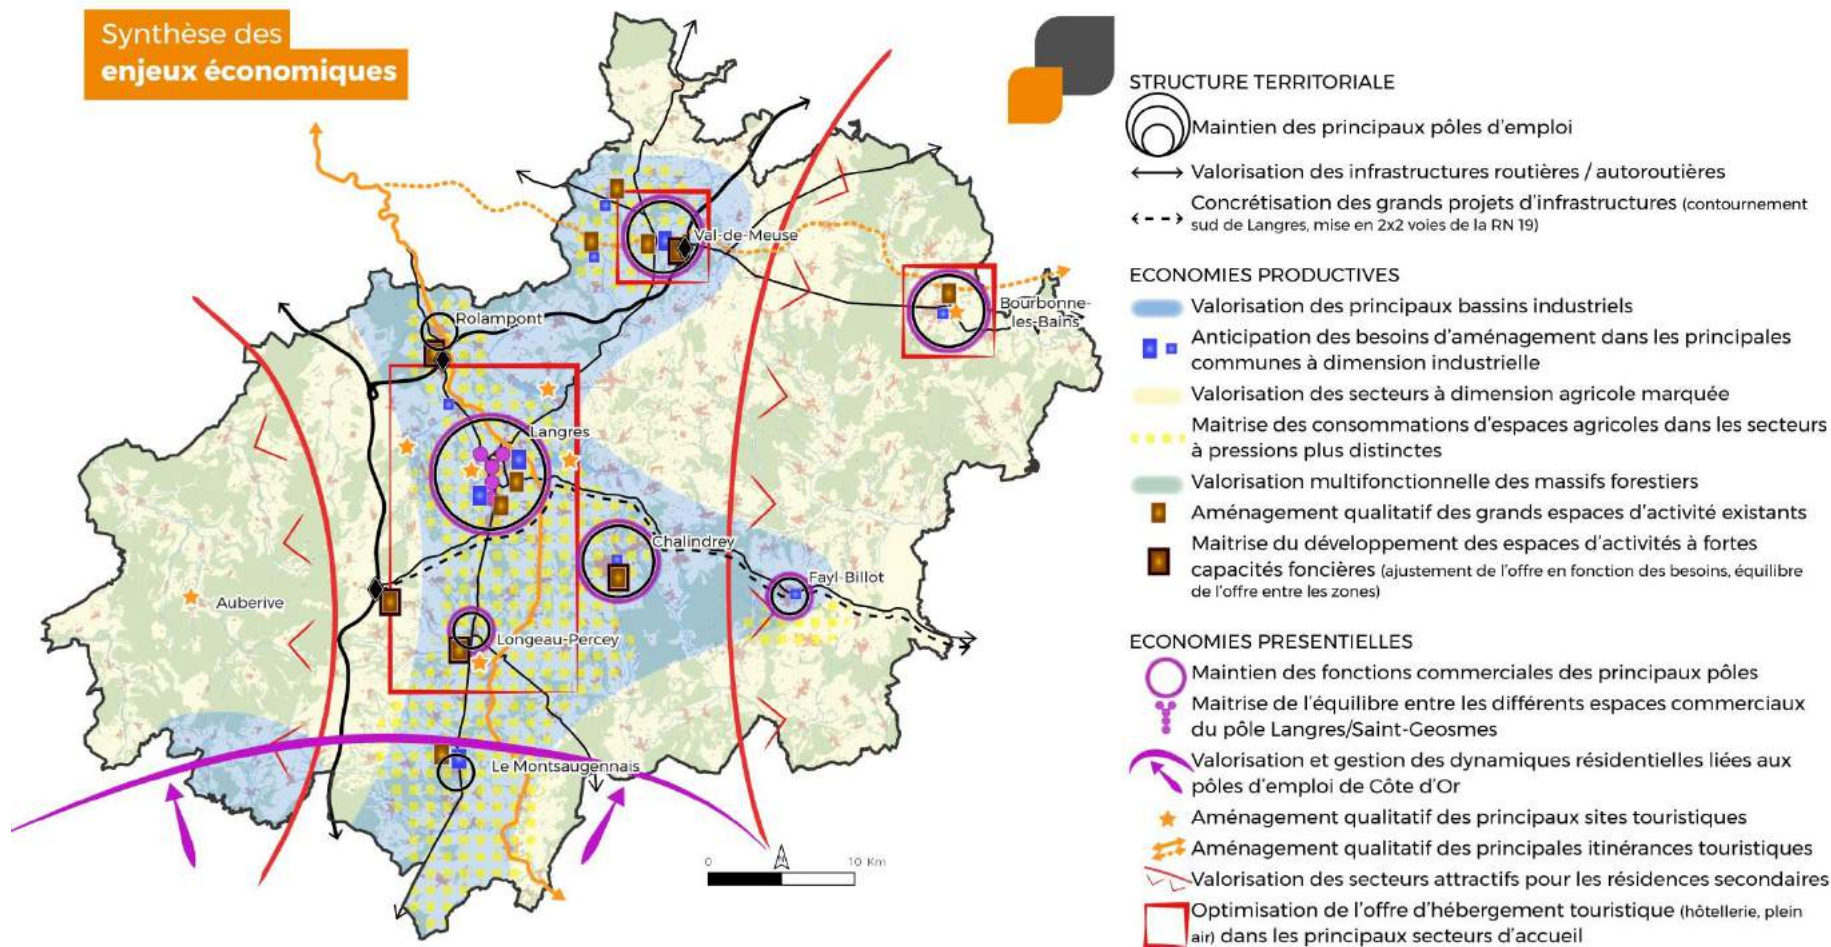 Synthèse des
enjeux économiques
Val-de-Meuse
Bourbonne-
les-Bains
Rolampont
Langres
Chalindrey
Fayl-Billot
Auberive
Longeau-Percey
Le Montsaugennais
0
N
10 Km
STRUCTURE TERRITORIALE
Maintien des principaux pôles d'emploi
Valorisation des infrastructures routières / autoroutières
Concrétisation des grands projets d'infrastructures (contournement
sud de Langres, mise en 2x2 voies de la RN 19)
ECONOMIES PRODUCTIVES
Valorisation des principaux bassins industriels
Anticipation des besoins d'aménagement dans les principales
communes à dimension industrielle
Valorisation des secteurs à dimension agricole marquée
Maitrise des consommations d'espaces agricoles dans les secteurs
à pressions plus distinctes
Valorisation multifonctionnelle des massifs forestiers
Aménagement qualitatif des grands espaces d'activité existants
Maitrise du développement des espaces d'activités à fortes
capacités foncières (ajustement de l'offre en fonction des besoins, équilibre
de l'offre entre les zones)
ECONOMIES PRESENTIELLES
Maintien des fonctions commerciales des principaux pôles
Maitrise de l'équilibre entre les différents espaces commerciaux
du pôle Langres/Saint-Geosmes
Valorisation et gestion des dynamiques résidentielles liées aux
pôles d'emploi de Côte d'Or
Aménagement qualitatif des principaux sites touristiques
Aménagement qualitatif des principales itinérances touristiques
Valorisation des secteurs attractifs pour les résidences secondaires
Optimisation de l'offre d'hébergement touristique (hôtellerie, plein
air) dans les principaux secteurs d'accueil